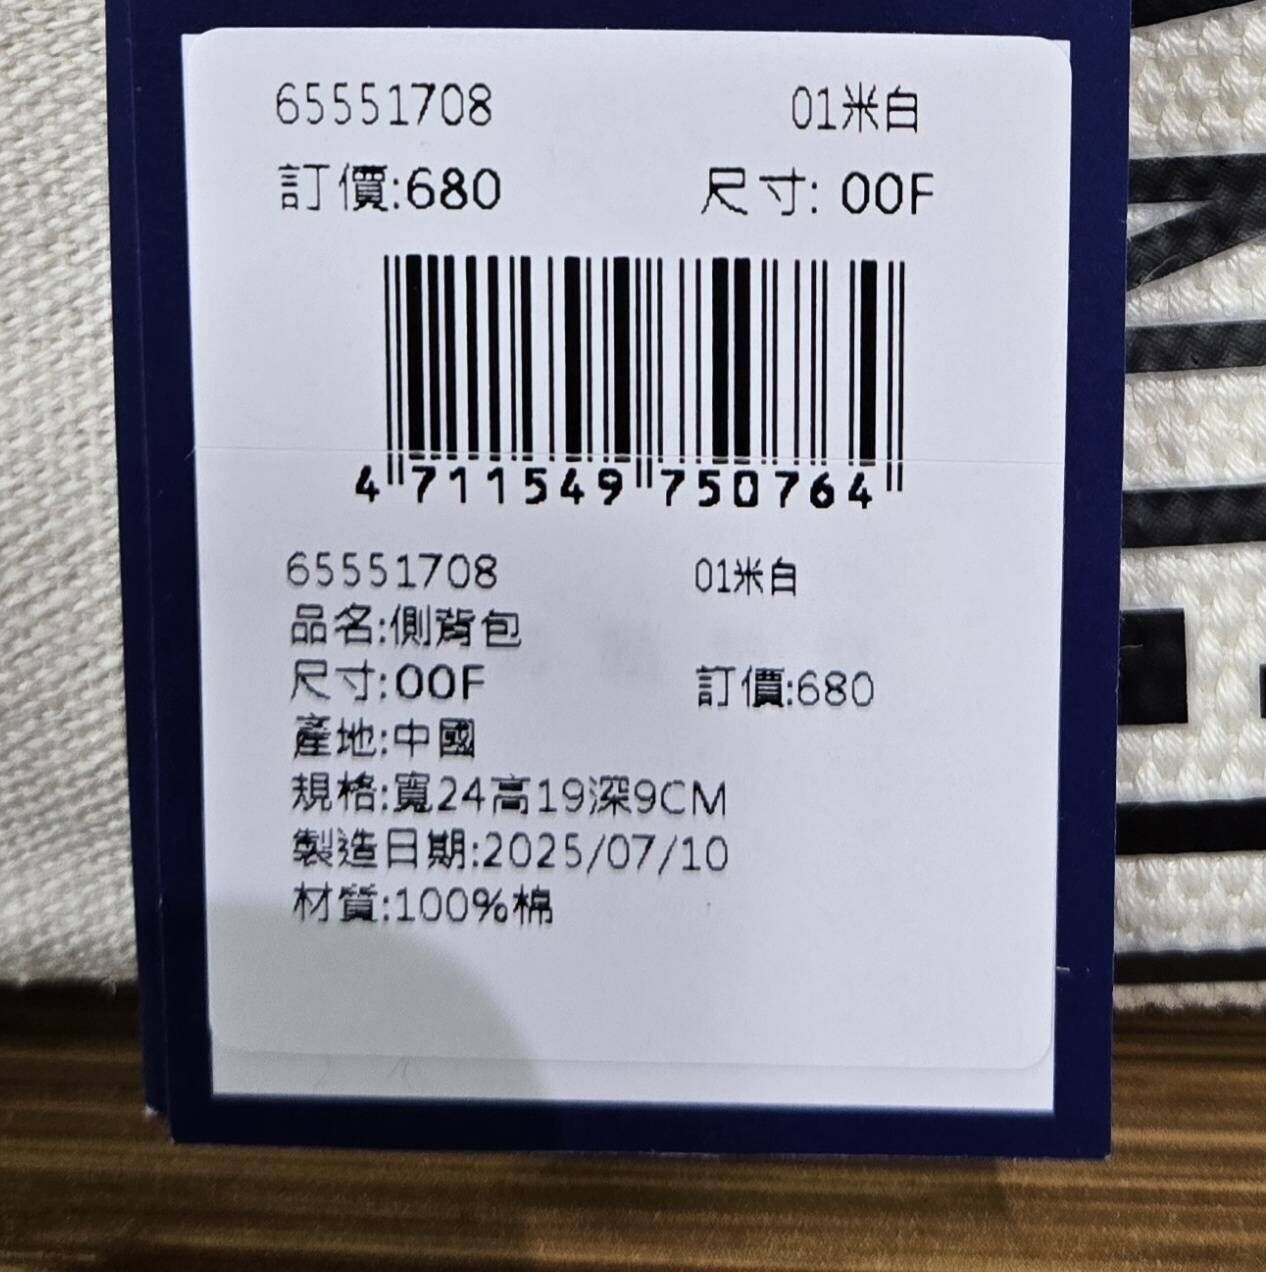 65551708 01米白
訂價:680 尺寸: 00F
4 711549 750764
65551708 01米白
品名:側背包
尺寸:00F 訂價:680
產地:中國
規格:寬24高19深9CM
製造日期:2025/07/10
材質:100%棉